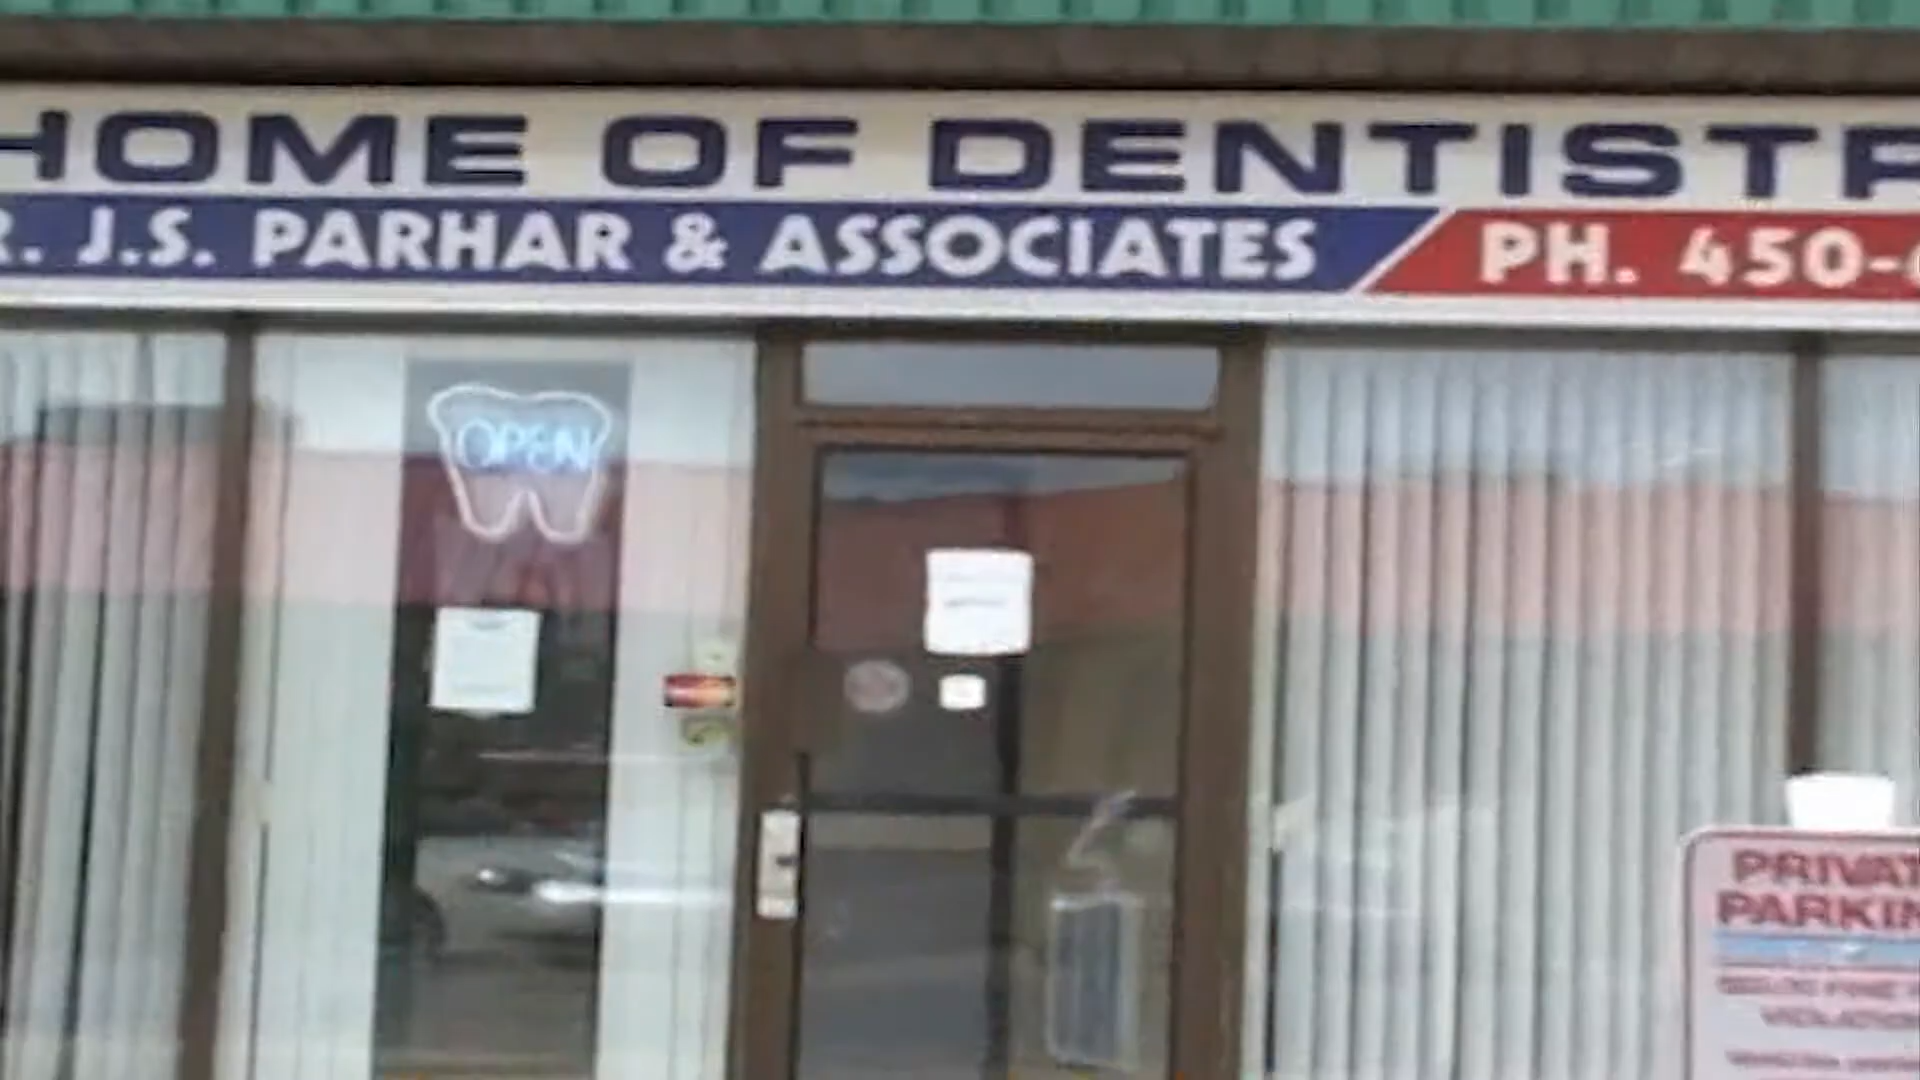 HOME OF DENTISTR
R. J.S. PARHAR & ASSOCIATES PH. 450-
OPEN
PRIVAT
PARKIN